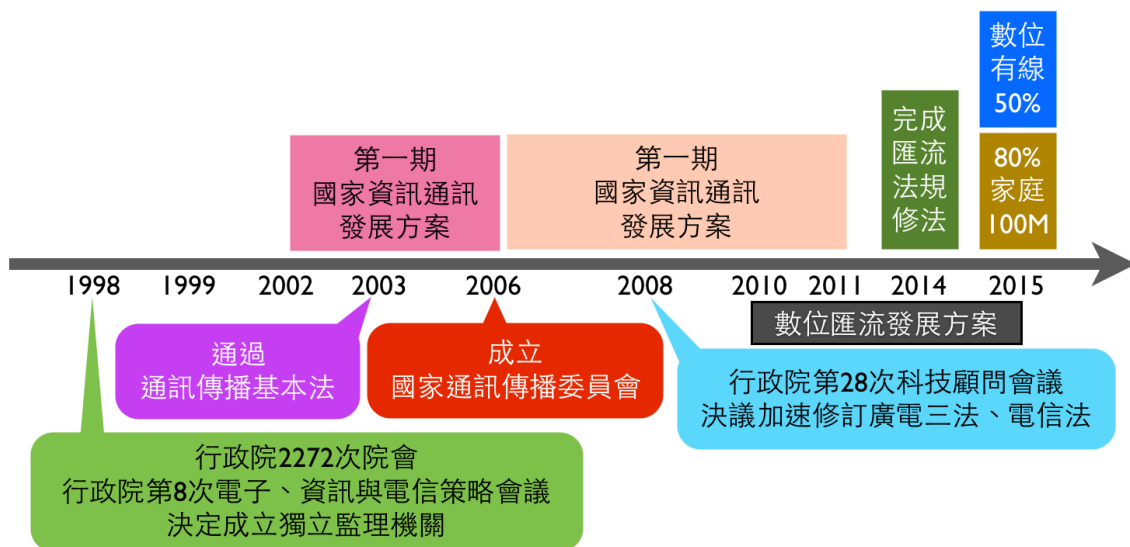 數位
有線
50%
完成
匯流
法規
修法
80%
家庭
100M
第一期
國家資訊通訊
發展方案
第一期
國家資訊通訊
發展方案
1998
1999
2002
2003
2006
2008
2010
2011
2014
2015
數位匯流發展方案
通過
通訊傳播基本法
成立
國家通訊傳播委員會
行政院第28次科技顧問會議
決議加速修訂廣電三法、電信法
行政院2272次院會
行政院第8次電子、資訊與電信策略會議
決定成立獨立監理機關